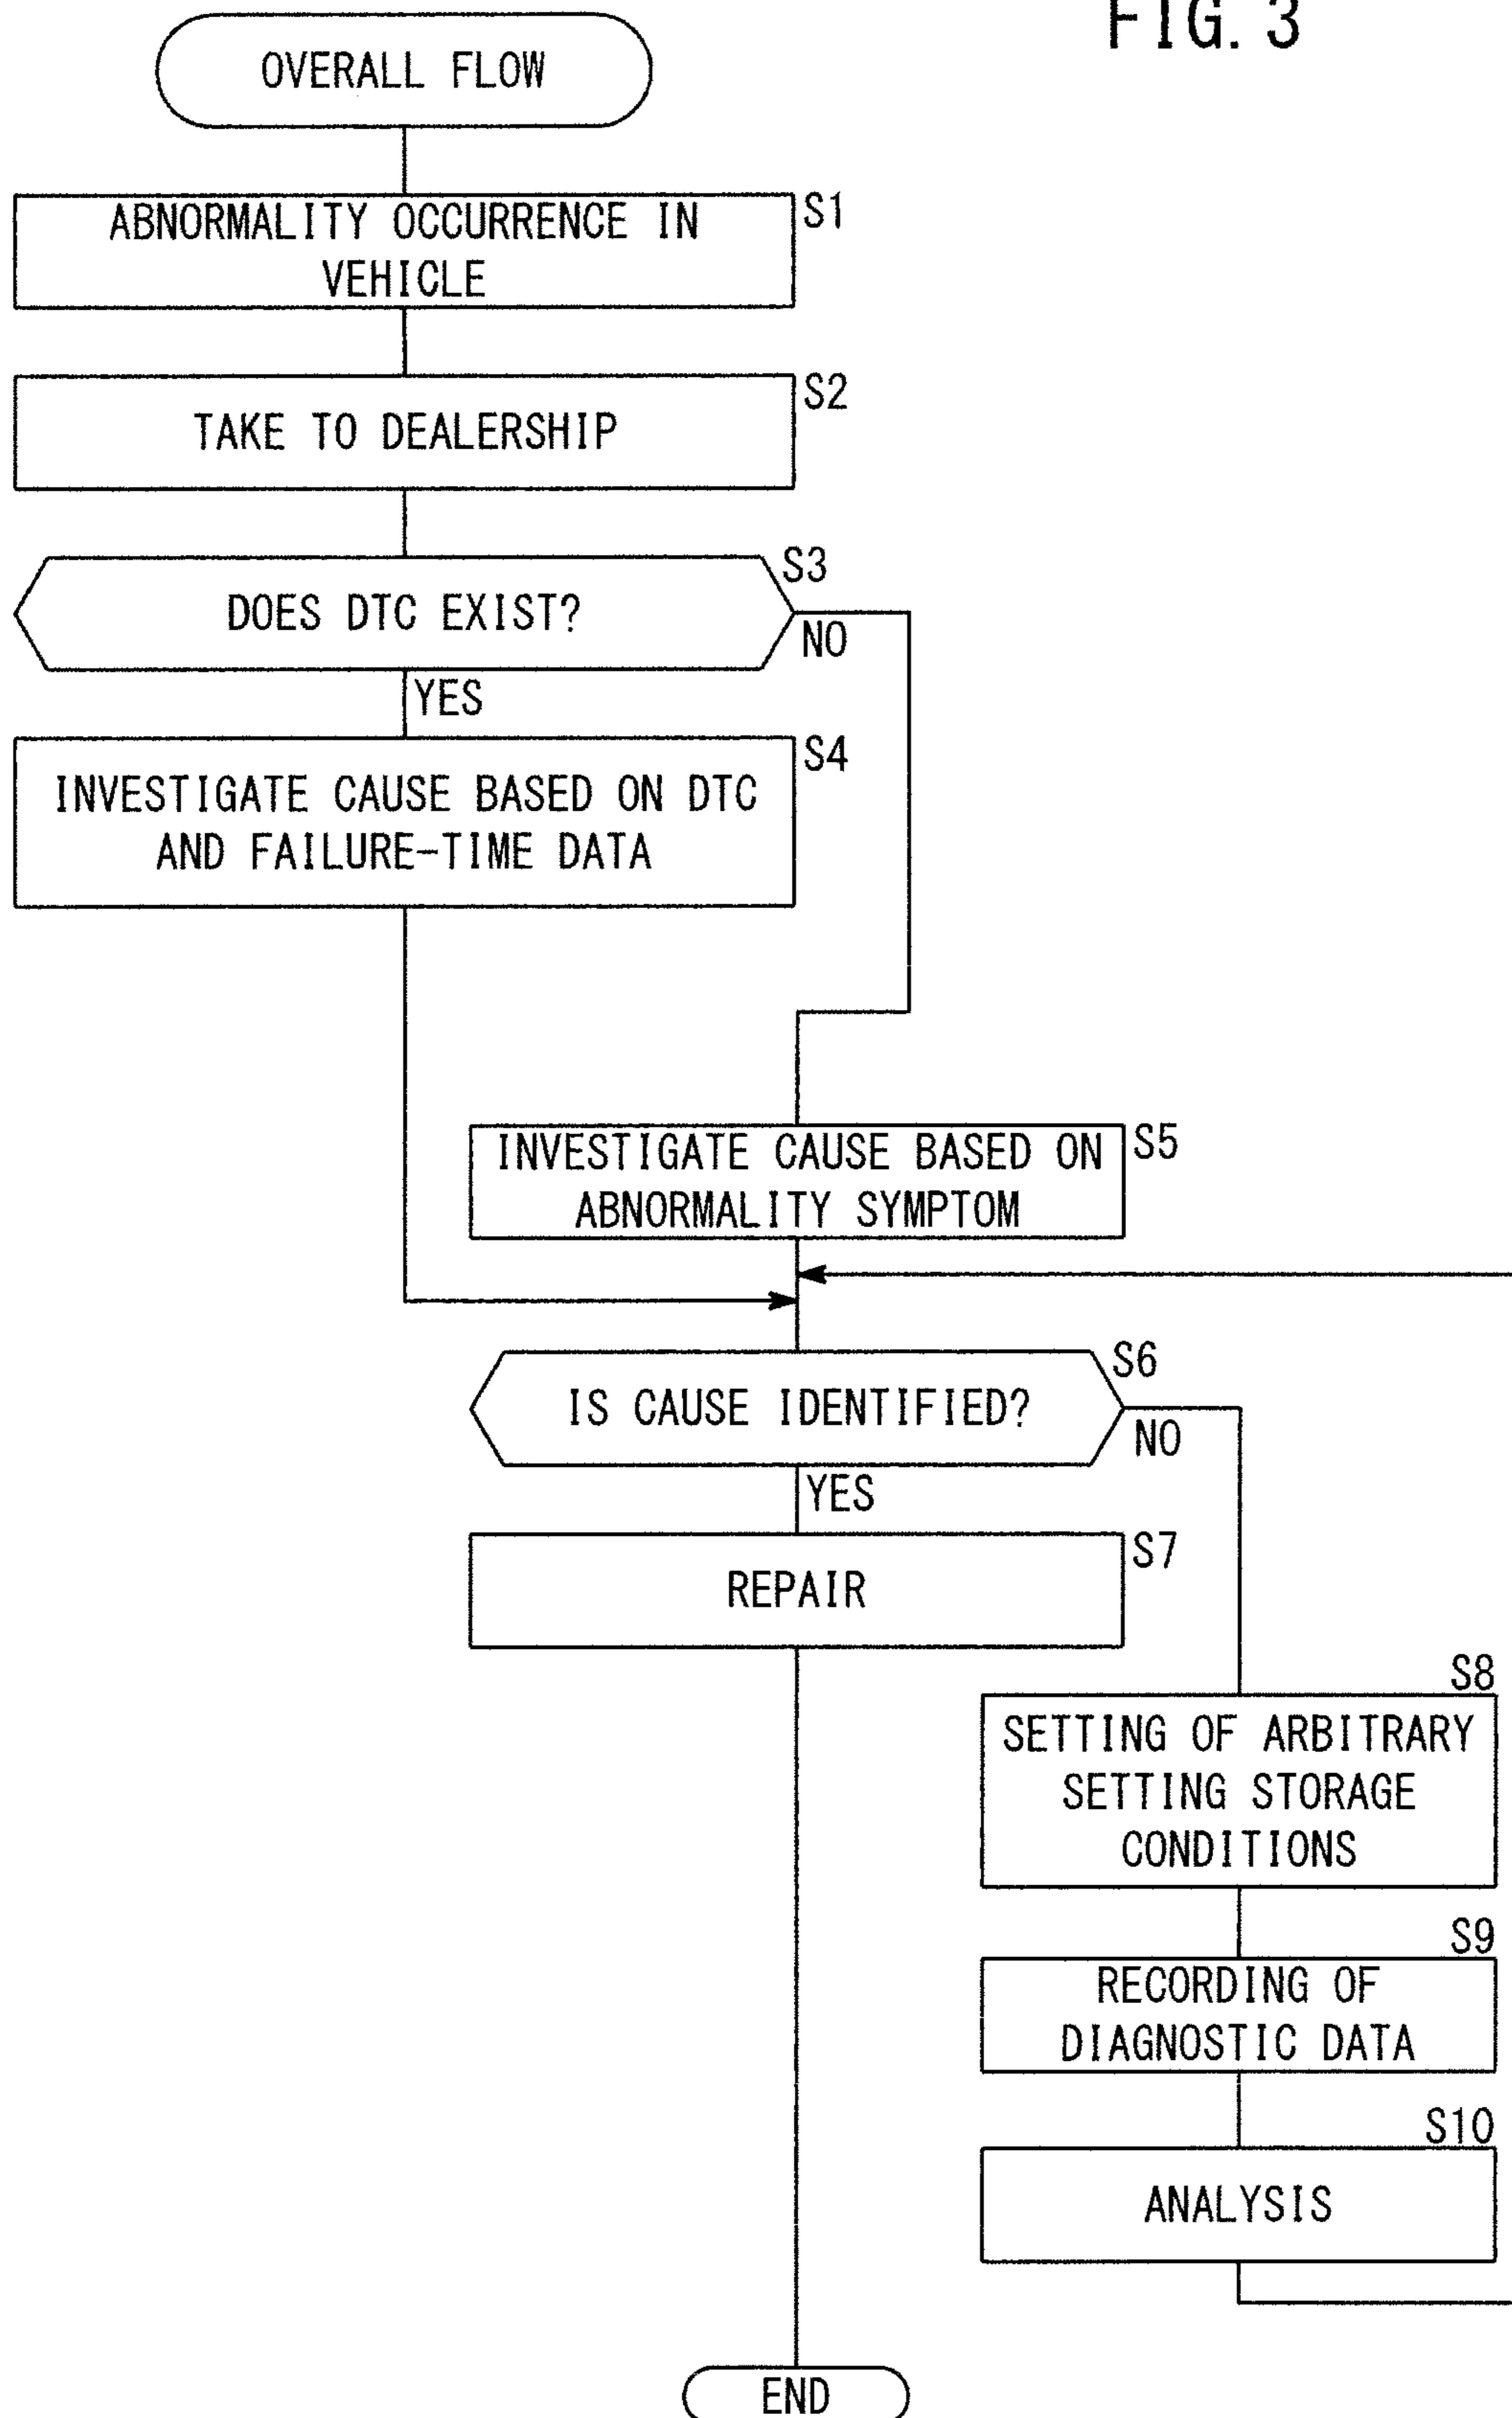 FIG. 3
OVERALL FLOW
ABNORMALITY OCCURRENCE IN
VEHICLE
S1
TAKE TO DEALERSHIP
S2
DOES DTC EXIST?
S3
NO
YES
INVESTIGATE CAUSE BASED ON DTC
AND FAILURE-TIME DATA
S4
INVESTIGATE CAUSE BASED ON
ABNORMALITY SYMPTOM
S5
IS CAUSE IDENTIFIED?
S6
NO
YES
REPAIR
S7
S8
SETTING OF ARBITRARY
SETTING STORAGE
CONDITIONS
S9
RECORDING OF
DIAGNOSTIC DATA
S10
ANALYSIS
END